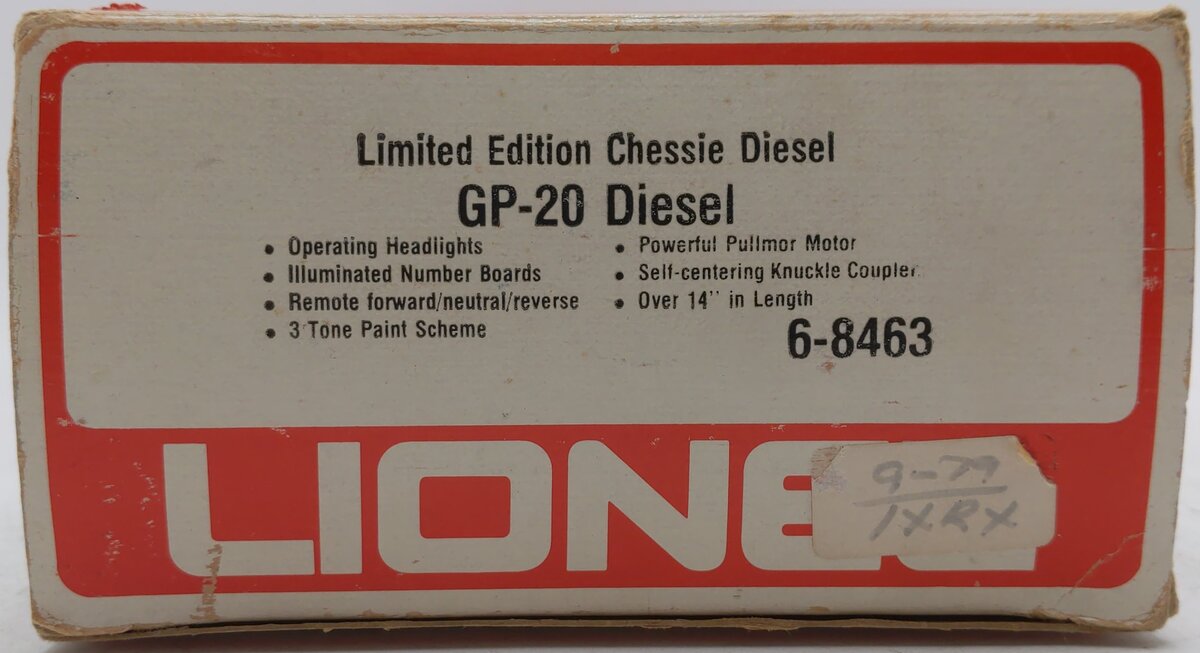 Limited Edition Chessie Diesel
GP-20 Diesel
• Operating Headlights
• Illuminated Number Boards
• Remote forward/neutral/reverse
• 3 Tone Paint Scheme
• Powerful Pullmor Motor
• Self-centering Knuckle Coupler
• Over 14'' in Length
6-8463
LIONEL
9-79
1XRX